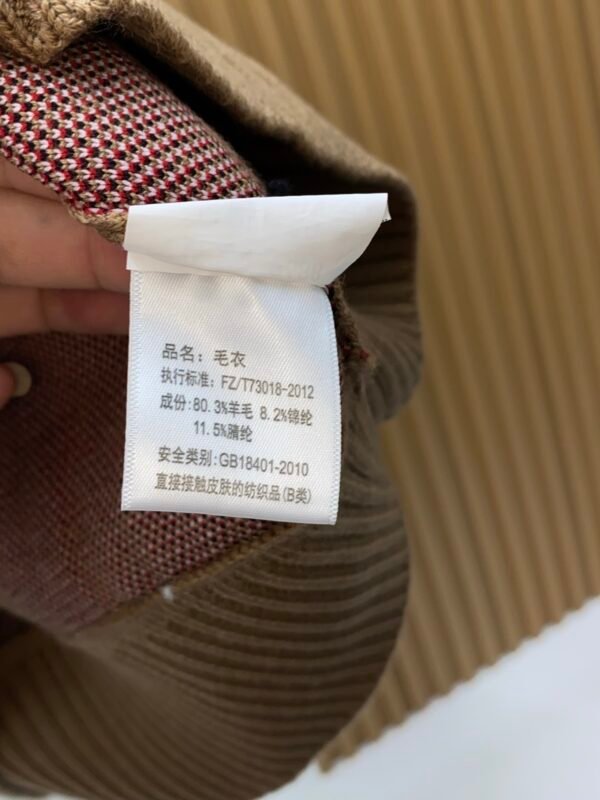 品名：毛衣
执行标准：FZ/T73018-2012
成份:80.3%羊毛 8.2%锦纶
11.5%腈纶
安全类别:GB18401-2010
直接接触皮肤的纺织品(B类)